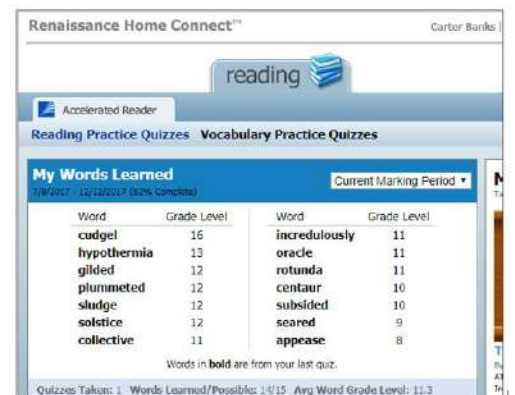 Renaissance Home Connect™ Carter Banks |
reading
Accelerated Reader
Reading Practice Quizzes Vocabulary Practice Quizzes
My Words Learned Current Marking Period
7/8/2017 - 12/12/2017 (82% Complete)
Word Grade Level Word Grade Level
cudgel 16 incredulously 11
hypothermia 13 oracle 11
gilded 12 rotunda 11
plummeted 12 centaur 10
sludge 12 subsided 10
solstice 12 seared 9
collective 11 appease 8
Words in bold are from your last quiz.
Quizzes Taken: 1 Words Learned/Possible: 14/15 Avg Word Grade Level: 11.3